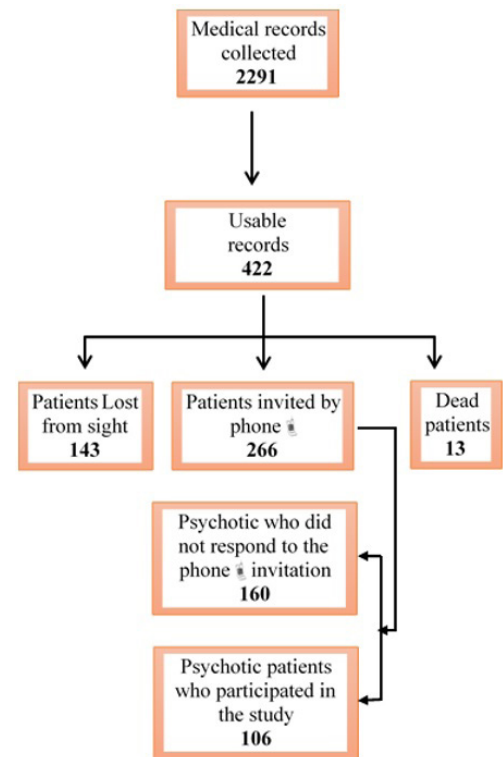 Medical records
collected
2291
Usable
records
422
Patients Lost
from sight
143
Patients invited by
phone
266
Dead
patients
13
Psychotic who did
not respond to the
phone invitation
160
Psychotic patients
who participated in
the study
106